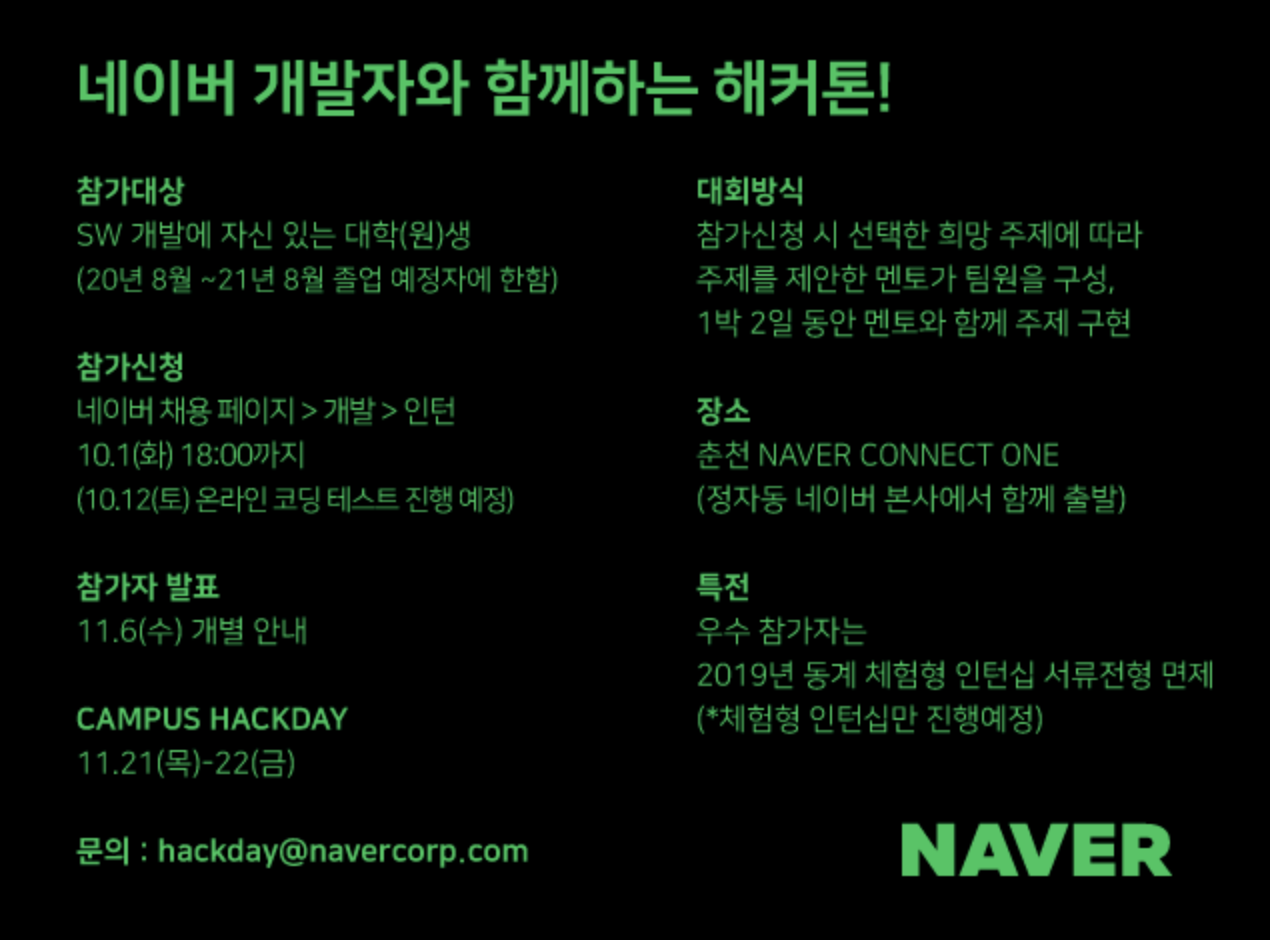 네이버 개발자와 함께하는 해커톤!
참가대상
SW 개발에 자신 있는 대학(원)생
(20년 8월 ~21년 8월 졸업 예정자에 한함)
참가신청
네이버 채용 페이지 > 개발 > 인턴
10.1(화) 18:00까지
(10.12(토) 온라인 코딩 테스트 진행 예정)
참가자 발표
11.6(수) 개별 안내
CAMPUS HACKDAY
11.21(목)-22(금)
문의 : hackday@navercorp.com
대회방식
참가신청 시 선택한 희망 주제에 따라
주제를 제안한 멘토가 팀원을 구성,
1박 2일 동안 멘토와 함께 주제 구현
장소
춘천 NAVER CONNECT ONE
(정자동 네이버 본사에서 함께 출발)
특전
우수 참가자는
2019년 동계 체험형 인턴십 서류전형 면제
(*체험형 인턴십만 진행예정)
NAVER